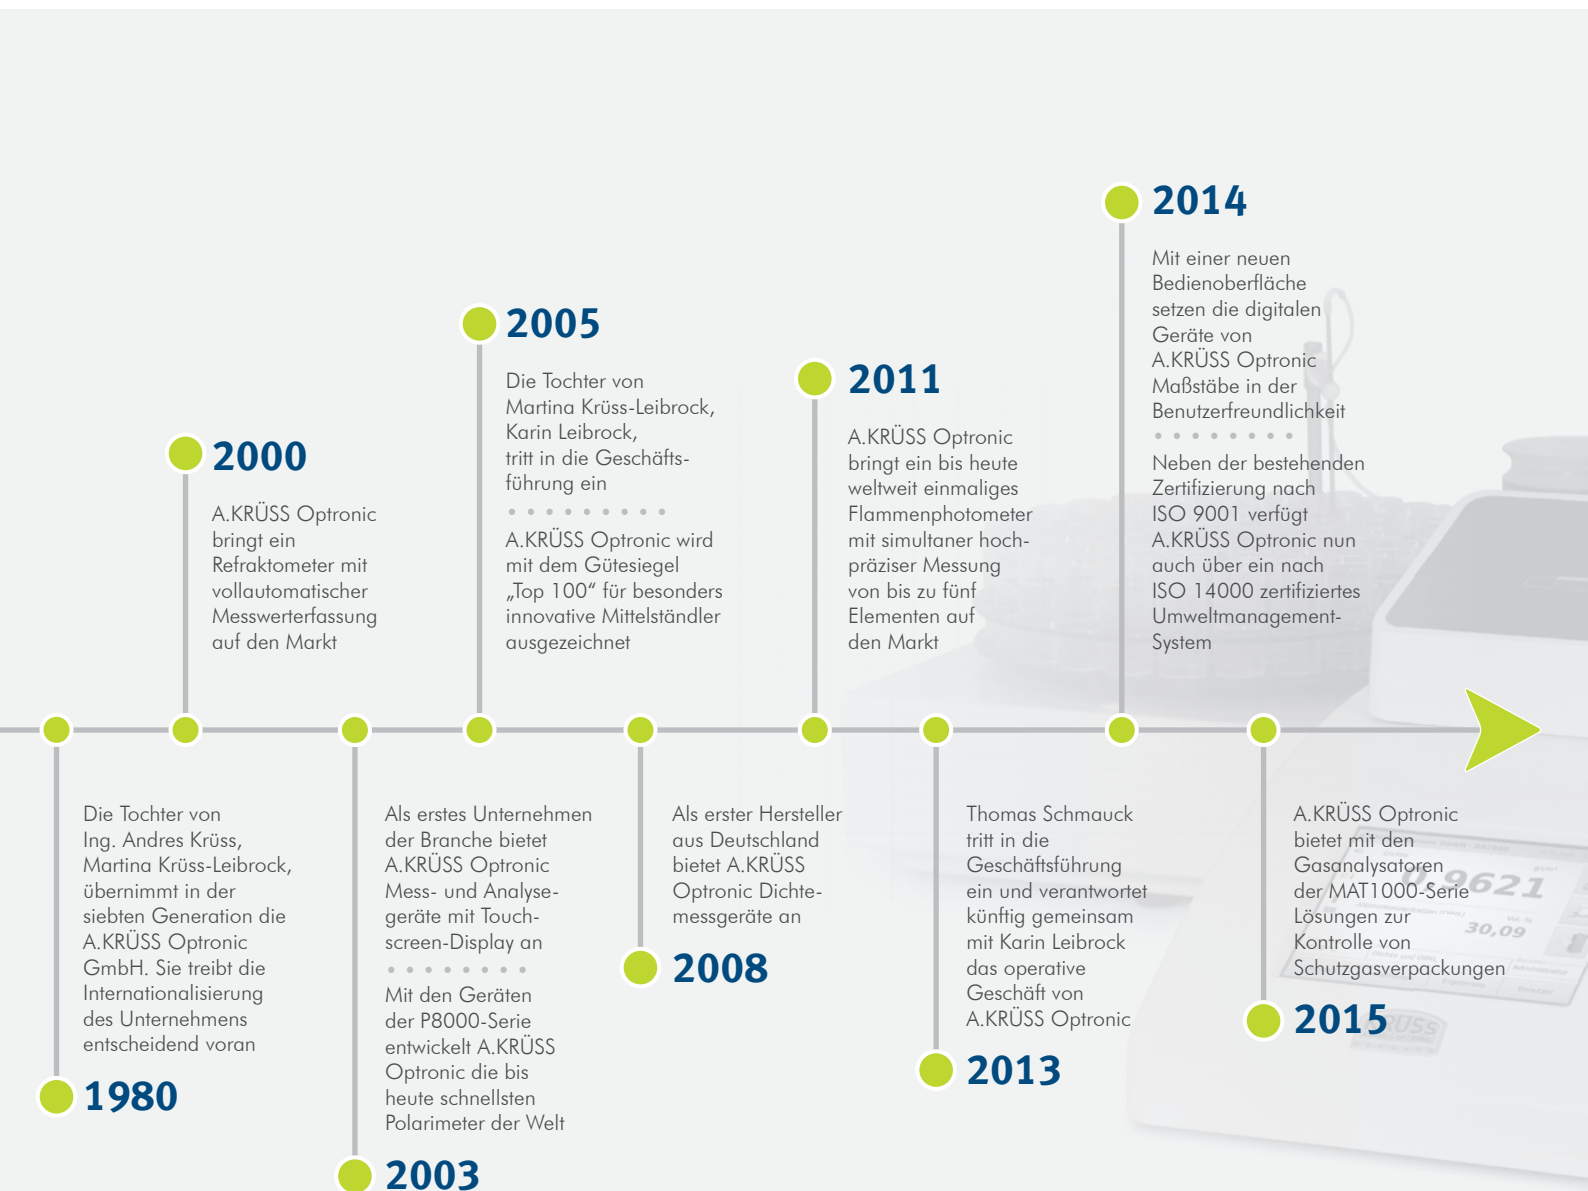 2014
Mit einer neuen
Bedienoberfläche
setzen die digitalen
Geräte von
A.KRÜSS Optronic
Maßstäbe in der
Benutzerfreundlichkeit
Neben der bestehenden
Zertifizierung nach
ISO 9001 verfügt
A.KRÜSS Optronic nun
auch über ein nach
ISO 14000 zertifiziertes
Umweltmanagement-
System
2005
Die Tochter von
Martina Krüss-Leibrock,
Karin Leibrock,
tritt in die Geschäfts-
führung ein
A.KRÜSS Optronic wird
mit dem Gütesiegel
„Top 100“ für besonders
innovative Mittelständler
ausgezeichnet
2011
A.KRÜSS Optronic
bringt ein bis heute
weltweit einmaliges
Flammenphotometer
mit simultaner hoch-
präziser Messung
von bis zu fünf
Elementen auf
den Markt
2000
A.KRÜSS Optronic
bringt ein
Refraktometer mit
vollautomatischer
Messwerterfassung
auf den Markt
Die Tochter von
Ing. Andres Krüss,
Martina Krüss-Leibrock,
übernimmt in der
siebten Generation die
A.KRÜSS Optronic
GmbH. Sie treibt die
Internationalisierung
des Unternehmens
entscheidend voran
1980
Als erstes Unternehmen
der Branche bietet
A.KRÜSS Optronic
Mess- und Analyse-
geräte mit Touch-
screen-Display an
Mit den Geräten
der P8000-Serie
entwickelt A.KRÜSS
Optronic die bis
heute schnellsten
Polarimeter der Welt
2003
Als erster Hersteller
aus Deutschland
bietet A.KRÜSS
Optronic Dichte-
messgeräte an
2008
Thomas Schmauck
tritt in die
Geschäftsführung
ein und verantwortet
künftig gemeinsam
mit Karin Leibrock
das operative
Geschäft von
A.KRÜSS Optronic
2013
A.KRÜSS Optronic
bietet mit den
Gasanalysatoren
der MAT1000-Serie
Lösungen zur
Kontrolle von
Schutzgasverpackungen
2015
0,9621
30,09
KRÜSS